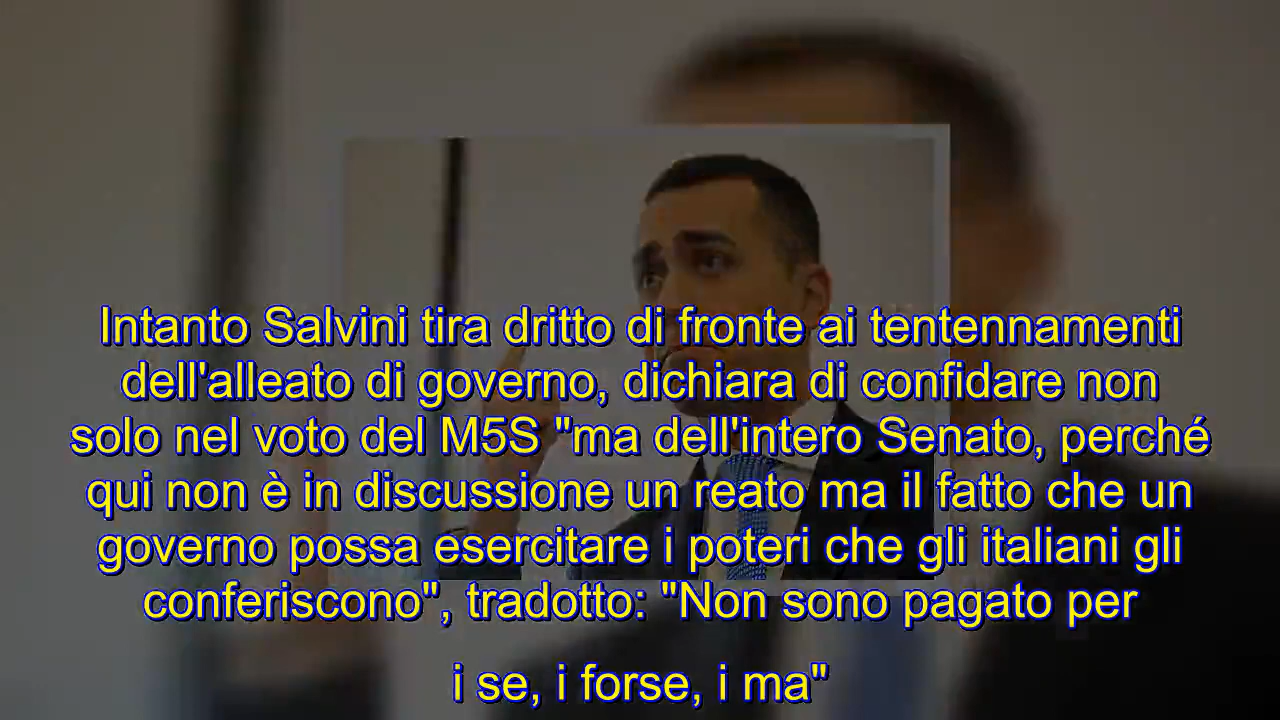 Intanto Salvini tira dritto di fronte ai tentennamenti
dell'alleato di governo, dichiara di confidare non
solo nel voto del M5S "ma dell'intero Senato, perché
qui non è in discussione un reato ma il fatto che un
governo possa esercitare i poteri che gli italiani gli
conferiscono", tradotto: "Non sono pagato per
i se, i forse, i ma"